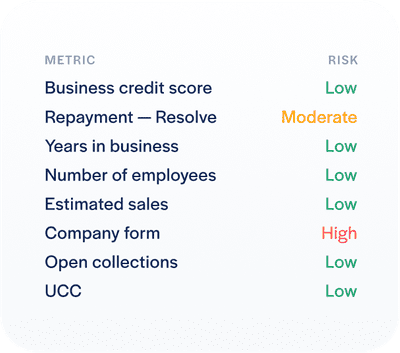 METRIC RISK
Business credit score Low
Repayment — Resolve Moderate
Years in business Low
Number of employees Low
Estimated sales Low
Company form High
Open collections Low
UCC Low